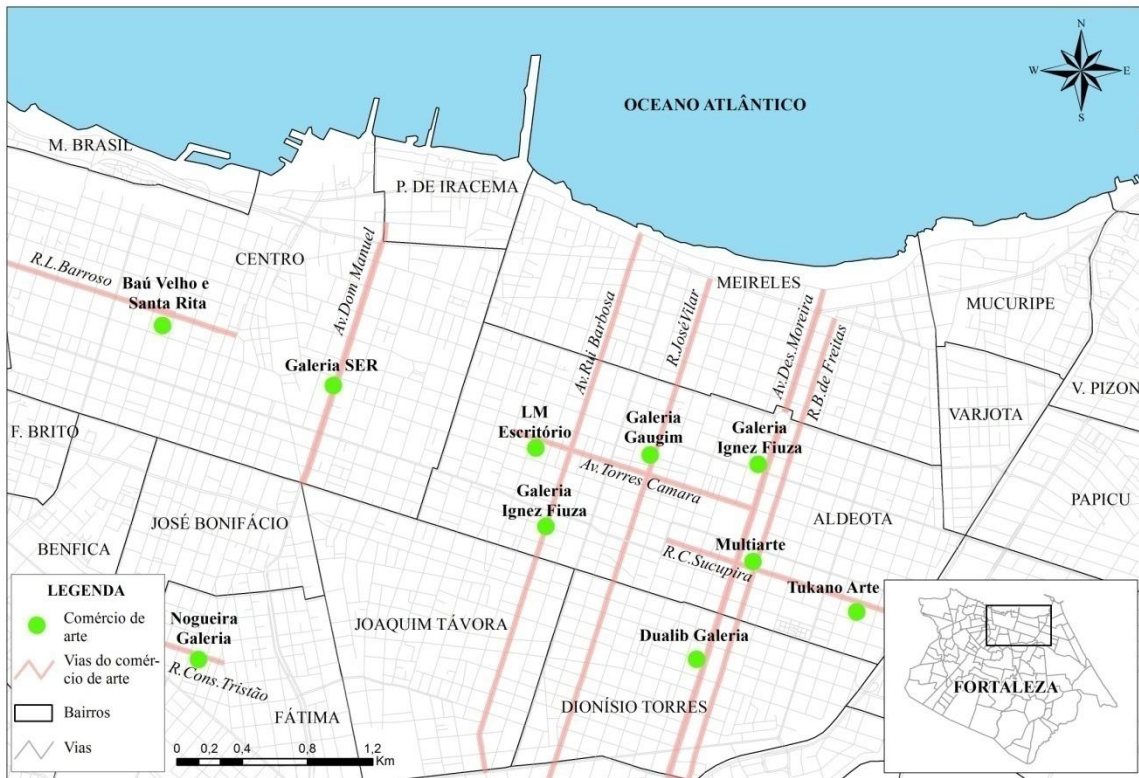 N
W
E
S
OCEANO ATLÂNTICO
M. BRASIL
P. DE IRACEMA
CENTRO
R.L.Barroso
Baú Velho e
Santa Rita
Av.Dom Manuel
Galeria SER
MEIRELES
MUCURIPE
Av.Rui Barbosa
R.JoséVilar
Av.Des.Moreira
R.B.de Freitas
V. PIZON
VARJOTA
F. BRITO
LM
Escritório
Galeria
Gaugim
Galeria
Ignez Fiuza
Av.Torres Camara
Galeria
Ignez Fiuza
PAPICU
JOSÉ BONIFÁCIO
ALDEOTA
BENFICA
Multiarte
R.C.Sucupira
Tukano Arte
JOAQUIM TÁVORA
Dualib Galeria
Nogueira
Galeria
R.Cons.Tristão
FÁTIMA
DIONÍSIO TORRES
LEGENDA
Comércio de
arte
Vias do comér-
cio de arte
Bairros
Vias
0 0,2 0,4 0,8 1,2
Km
FORTALEZA